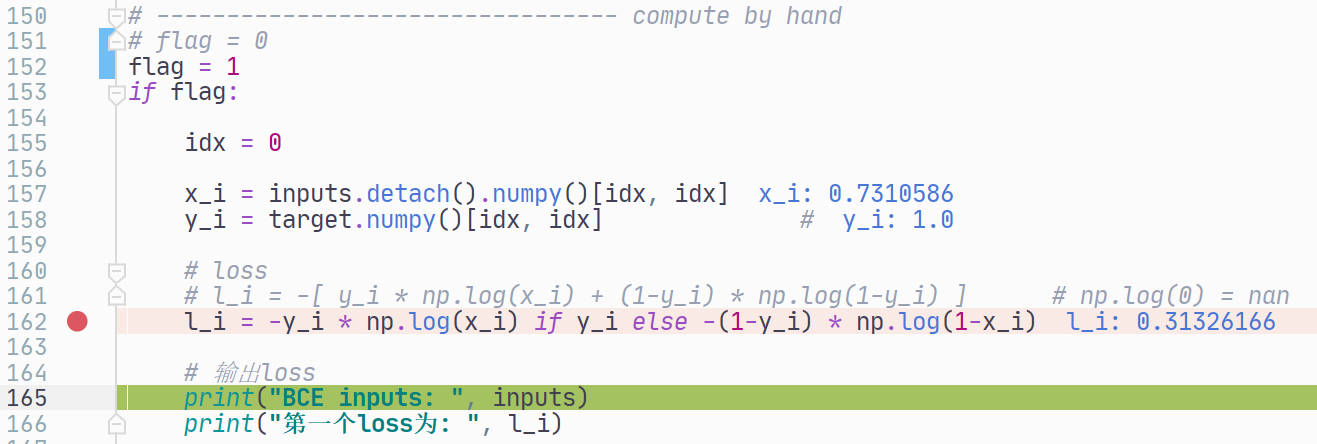 150 # --------------------------------- compute by hand
151 # flag = 0
152 flag = 1
153 if flag:
154
155     idx = 0
156
157     x_i = inputs.detach().numpy()[idx, idx]  x_i: 0.7310586
158     y_i = target.numpy()[idx, idx]              #  y_i: 1.0
159
160     # loss
161     # l_i = -[ y_i * np.log(x_i) + (1-y_i) * np.log(1-y_i) ]      # np.log(0) = nan
162     l_i = -y_i * np.log(x_i) if y_i else -(1-y_i) * np.log(1-x_i)  l_i: 0.31326166
163
164     # 输出loss
165     print("BCE inputs: ", inputs)
166     print("第一个loss为: ", l_i)